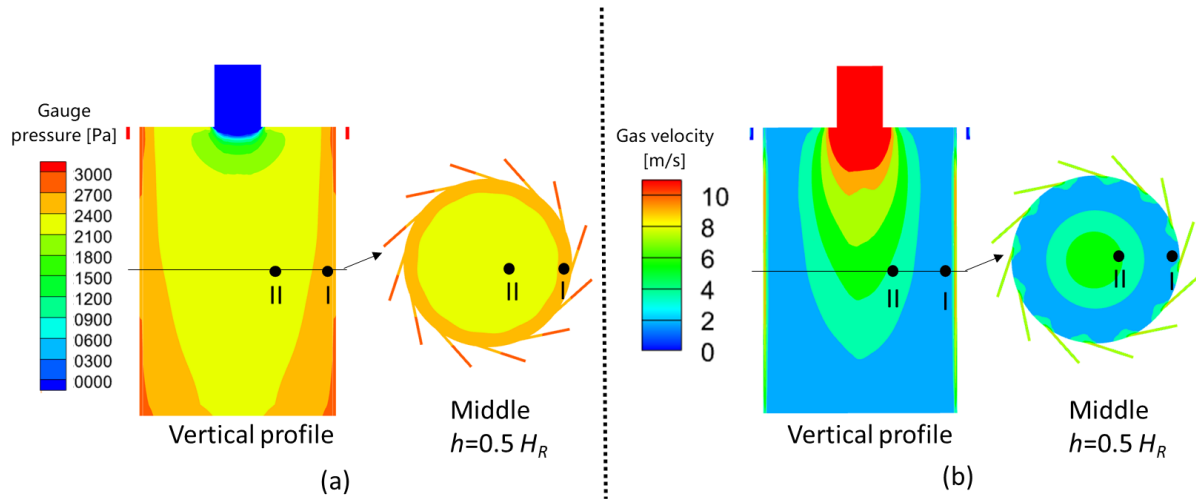 Gauge
pressure [Pa]
3000
2700
2400
2100
1800
1500
1200
0900
0600
0300
0000
II
I
II
I
Vertical profile
Middle
h=0.5 HR
(a)
Gas velocity
[m/s]
10
8
6
4
2
0
II
I
II
I
Vertical profile
Middle
h=0.5 HR
(b)